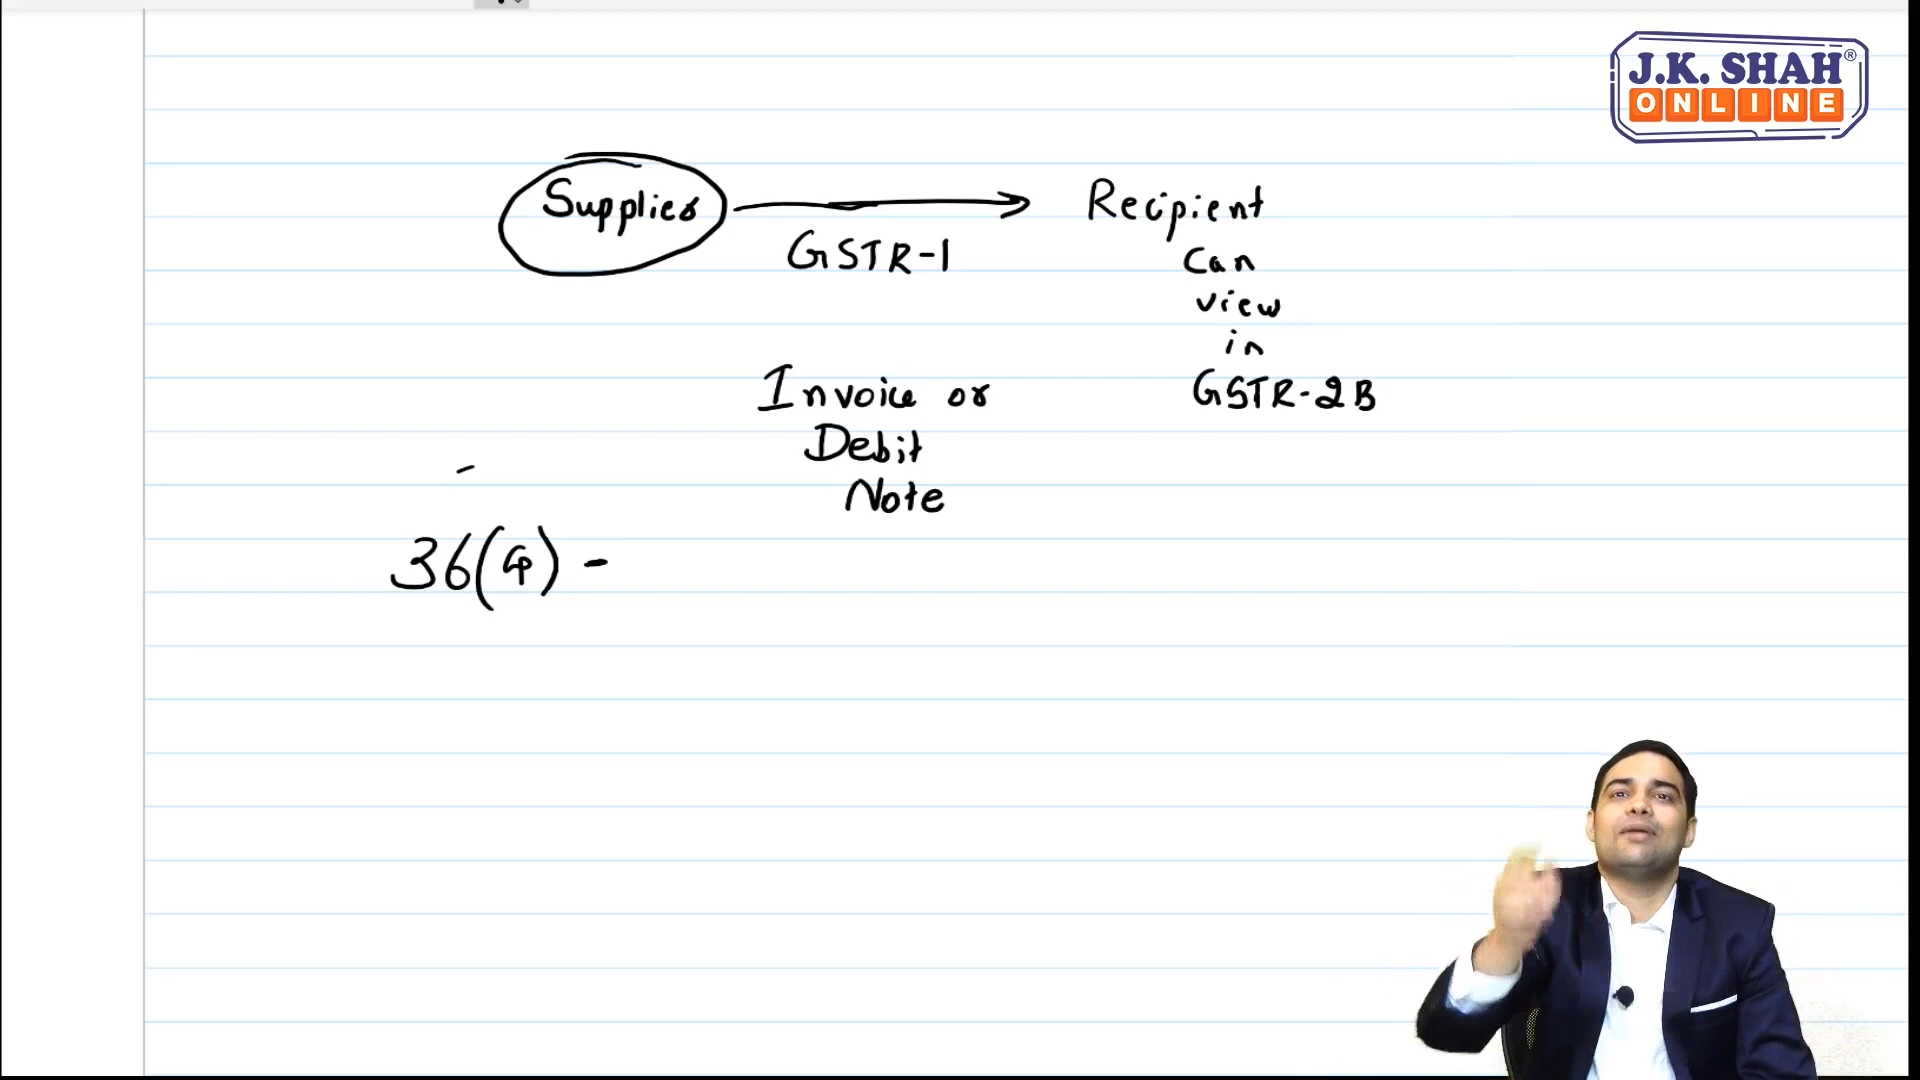 J.K. SHAH®
ONLINE
Supplier
GSTR-1
Recipient
Can
view
in
GSTR-2B
Invoice or
Debit
Note
36(4) -